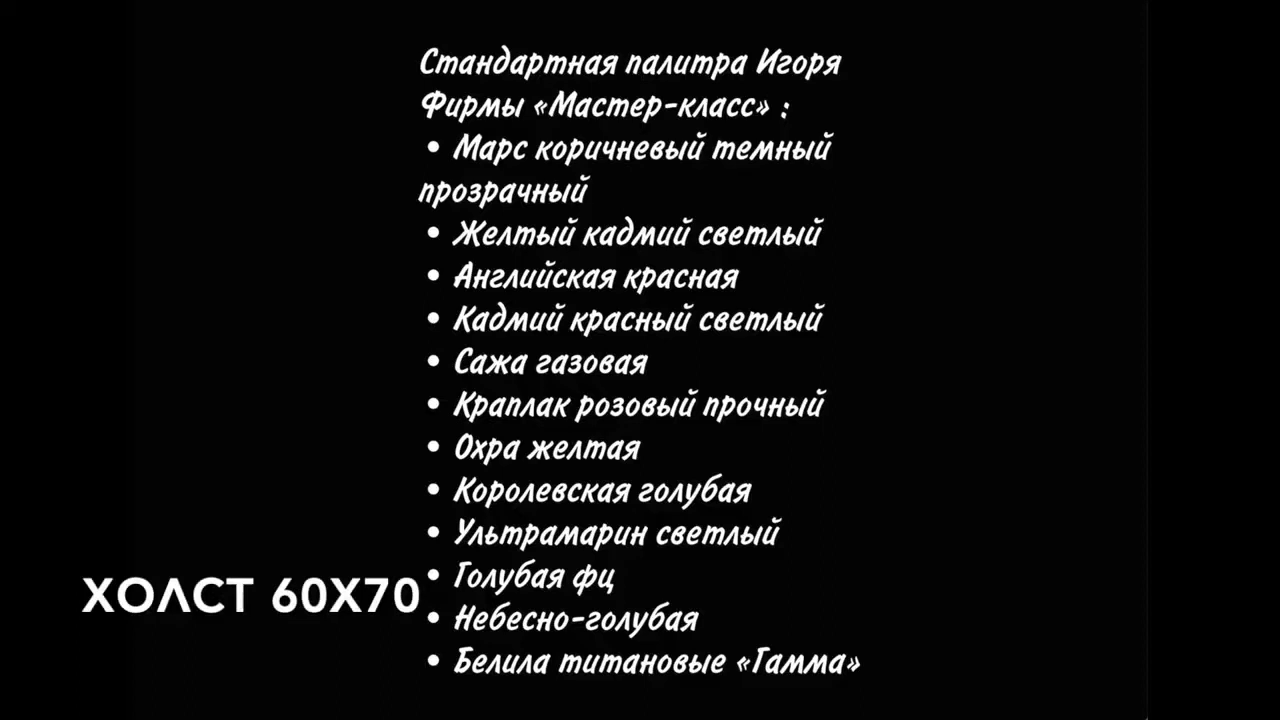 Стандартная палитра Игоря
Фирмы «Мастер-класс» :
• Марс коричневый темный
прозрачный
• Желтый кадмий светлый
• Английская красная
• Кадмий красный светлый
• Сажа газовая
• Краплак розовый прочный
• Охра желтая
• Королевская голубая
• Ультрамарин светлый
• Голубая фц
• Небесно-голубая
• Белила титановые «Гамма»
ХОЛСТ 60Х70